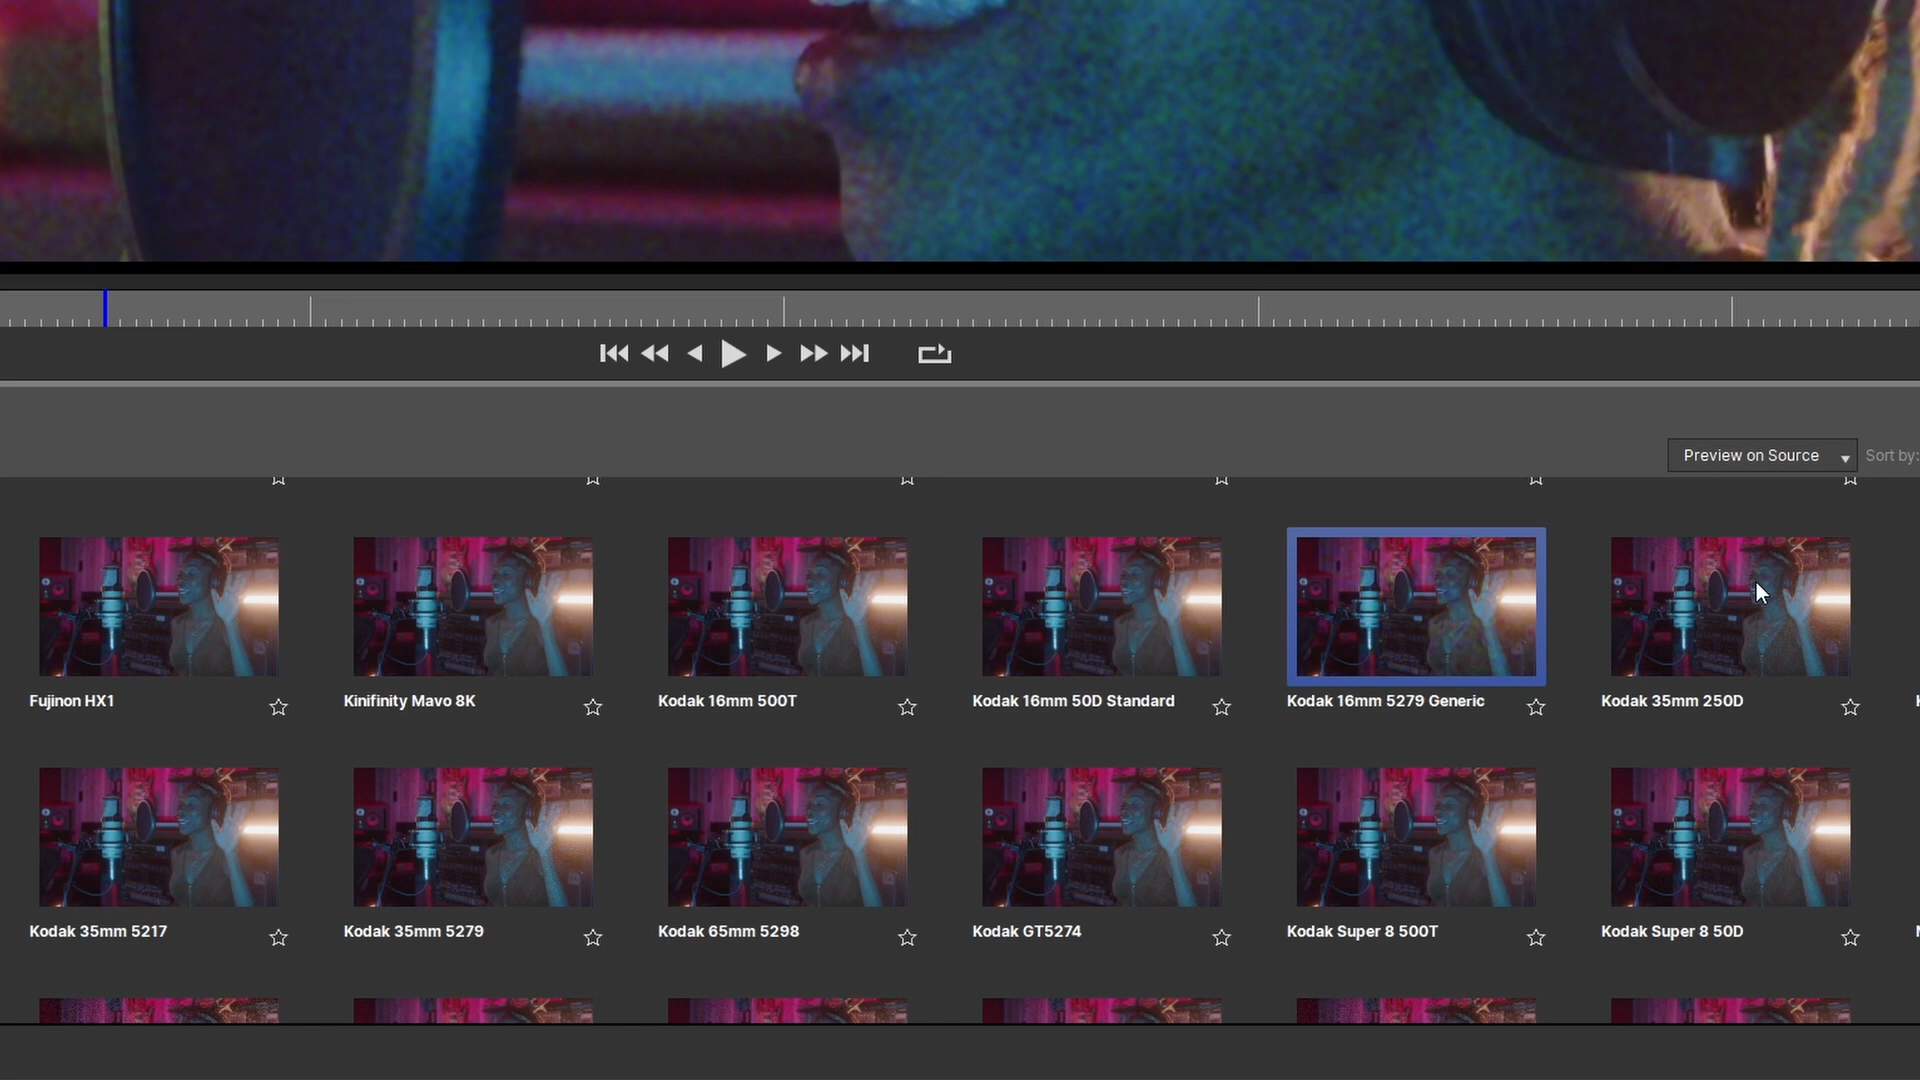 Preview on Source
Sort by:
Fujinon HX1
Kinifinity Mavo 8K
Kodak 16mm 500T
Kodak 16mm 50D Standard
Kodak 16mm 5279 Generic
Kodak 35mm 250D
Kodak 35mm 5217
Kodak 35mm 5279
Kodak 65mm 5298
Kodak GT5274
Kodak Super 8 500T
Kodak Super 8 50D